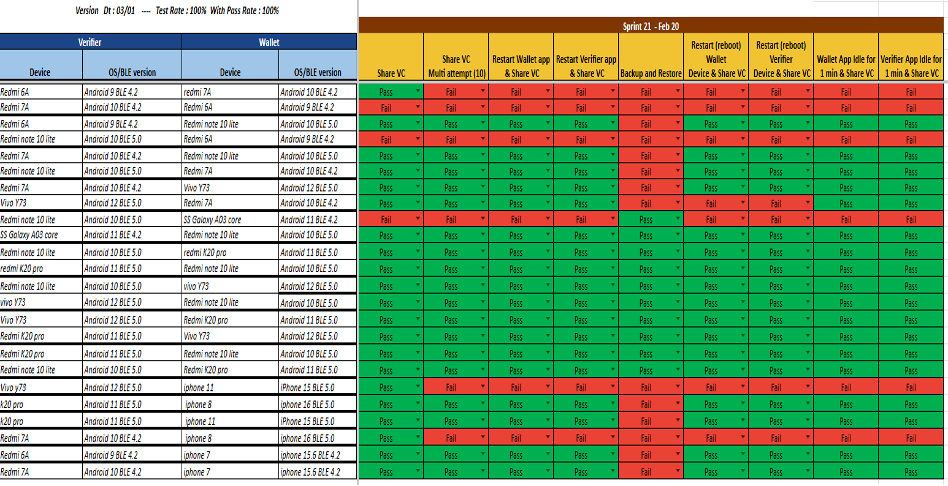 Version Dt : 03/01 ---- Test Rate : 100% With Pass Rate : 100%
Sprint 21 - Feb 20
Verifier Wallet
Device OS/BLE version Device OS/BLE version
Share VC
Share VC Multi attempt (10)
Restart Wallet app & Share VC
Restart Verifier app & Share VC
Backup and Restore
Restart (reboot) Wallet Device & Share VC
Restart (reboot) Verifier Device & Share VC
Wallet App Idle for 1 min & Share VC
Verifier App Idle for 1 min & Share VC
Redmi 6A Android 9 BLE 4.2 redmi 7A Android 10 BLE 4.2 Pass Fail Fail Fail Fail Fail Fail Fail Fail
Redmi 7A Android 10 BLE 4.2 Redmi 6A Android 9 BLE 4.2 Fail Fail Fail Fail Fail Fail Fail Fail Fail
Redmi 6A Android 9 BLE 4.2 Redmi note 10 lite Android 10 BLE 5.0 Pass Pass Pass Pass Fail Pass Pass Pass Pass
Redmi note 10 lite Android 10 BLE 5.0 Redmi 6A Android 9 BLE 4.2 Fail Fail Fail Fail Fail Fail Fail Fail Fail
Redmi 7A Android 10 BLE 4.2 Redmi note 10 lite Android 10 BLE 5.0 Pass Pass Pass Pass Fail Pass Pass Pass Pass
Redmi note 10 lite Android 10 BLE 5.0 Redmi 7A Android 10 BLE 4.2 Pass Pass Pass Pass Fail Pass Pass Pass Pass
Redmi 7A Android 10 BLE 4.2 Vivo Y73 Android 12 BLE 5.0 Pass Pass Pass Pass Fail Pass Pass Pass Pass
Vivo Y73 Android 12 BLE 5.0 Redmi 7A Android 10 BLE 4.2 Pass Pass Pass Pass Fail Fail Fail Pass Pass
Redmi note 10 lite Android 10 BLE 5.0 SS Galaxy A03 core Android 11 BLE 4.2 Fail Fail Fail Fail Pass Fail Fail Fail Fail
SS Galaxy A03 core Android 11 BLE 4.2 Redmi note 10 lite Android 10 BLE 5.0 Pass Pass Pass Pass Pass Pass Pass Pass Pass
Redmi note 10 lite Android 10 BLE 5.0 redmi K20 pro Android 11 BLE 5.0 Pass Pass Pass Pass Pass Pass Pass Pass Pass
redmi K20 pro Android 11 BLE 5.0 Redmi note 10 lite Android 10 BLE 5.0 Pass Pass Pass Pass Pass Pass Pass Pass Pass
Redmi note 10 lite Android 10 BLE 5.0 vivo Y73 Android 12 BLE 5.0 Pass Pass Pass Pass Pass Pass Pass Pass Pass
vivo Y73 Android 12 BLE 5.0 Redmi note 10 lite Android 10 BLE 5.0 Pass Pass Pass Pass Pass Pass Pass Pass Pass
Vivo Y73 Android 12 BLE 5.0 Redmi K20 pro Android 11 BLE 5.0 Pass Pass Pass Pass Pass Pass Pass Pass Pass
Redmi K20 pro Android 11 BLE 5.0 Vivo Y73 Android 12 BLE 5.0 Pass Pass Pass Pass Pass Pass Pass Pass Pass
Redmi K20 pro Android 11 BLE 5.0 Redmi note 10 lite Android 10 BLE 5.0 Pass Pass Pass Pass Pass Pass Pass Pass Pass
Redmi note 10 lite Android 10 BLE 5.0 Redmi K20 pro Android 11 BLE 5.0 Pass Pass Pass Pass Pass Pass Pass Pass Pass
Vivo y73 Android 12 BLE 5.0 iphone 11 iPhone 15 BLE 5.0 Pass Fail Fail Fail Fail Fail Fail Fail Fail
k20 pro Android 11 BLE 5.0 iphone 8 iphone 16 BLE 5.0 Pass Pass Pass Pass Fail Pass Pass Pass Pass
k20 pro Android 11 BLE 5.0 iphone 11 iPhone 15 BLE 5.0 Pass Pass Pass Pass Fail Pass Pass Pass Pass
Redmi 7A Android 10 BLE 4.2 iphone 8 iphone 16 BLE 5.0 Pass Fail Fail Fail Fail Fail Fail Fail Fail
Redmi 6A Android 9 BLE 4.2 iphone 7 iphone 15.6 BLE 4.2 Pass Pass Pass Pass Fail Pass Pass Pass Pass
Redmi 7A Android 10 BLE 4.2 iphone 7 iphone 15.6 BLE 4.2 Pass Pass Pass Pass Fail Pass Pass Pass Pass